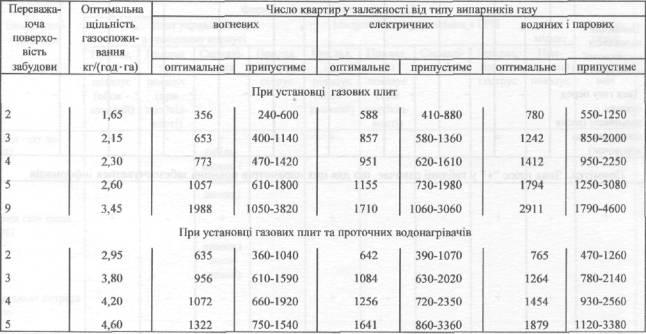 Переважа-
юча
поверхо-
вість
забудови
Оптимальна
щільність
газоспожи-
вання
кг/(год·га)
Число квартир у залежності від типу випарників газу
вогневих електричних водяних і парових
оптимальне припустиме оптимальне припустиме оптимальне припустиме
При установці газових плит
2 1,65 356 240-600 588 410-880 780 550-1250
3 2,15 653 400-1140 857 580-1360 1242 850-2000
4 2,30 773 470-1420 951 620-1610 1412 950-2250
5 2,60 1057 610-1800 1155 730-1980 1794 1250-3080
9 3,45 1988 1050-3820 1710 1060-3060 2911 1790-4600
При установці газових плит та проточних водонагрівачів
2 2,95 635 360-1040 642 390-1070 765 470-1260
3 3,80 956 610-1590 1084 630-2020 1264 780-2140
4 4,20 1072 660-1920 1256 720-2350 1454 930-2560
5 4,60 1322 750-1540 1641 860-3360 1879 1120-3380